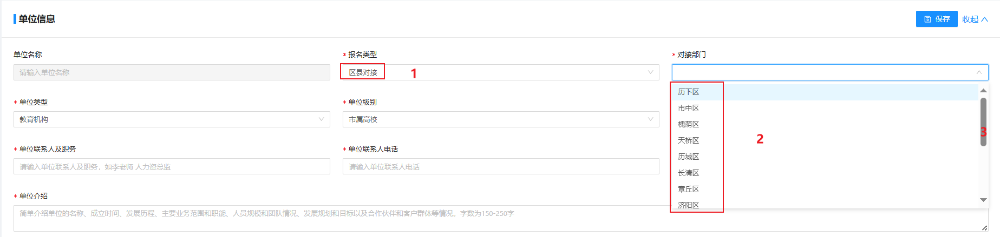 单位信息
保存 收起
单位名称
请输入单位名称
* 报名类型
区县对接
1
* 对接部门
历下区
市中区
槐荫区
天桥区
历城区
长清区
章丘区
济阳区
2
3
* 单位类型
教育机构
* 单位级别
市属高校
* 单位联系人及职务
请输入单位联系人及职务，如李老师 人力资总监
* 单位联系人电话
请输入单位联系人电话
* 单位介绍
简单介绍单位的名称、成立时间、发展历程、主要业务范围和职能、人员规模和团队情况、发展规划和目标以及合作伙伴和客户群体等情况。字数为150-250字